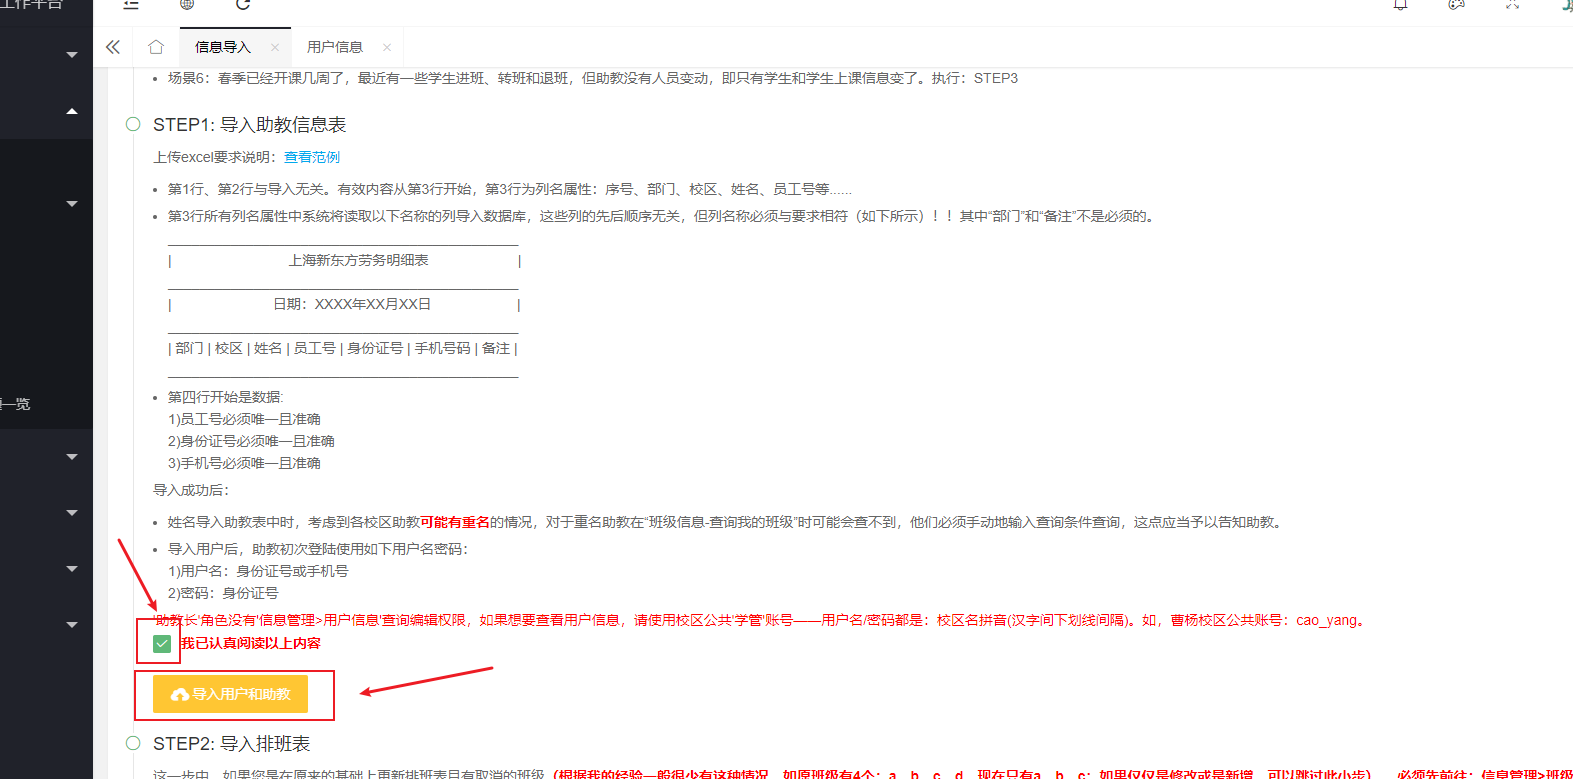 工作平台
信息导入
用户信息
场景6：春季已经开课几周了，最近有一些学生进班、转班和退班，但助教没有人员变动，即只有学生和学生上课信息变了。执行：STEP3
STEP1: 导入助教信息表
上传excel要求说明：查看范例
第1行、第2行与导入无关。有效内容从第3行开始，第3行为列名属性：序号、部门、校区、姓名、员工号等......
第3行所有列名属性中系统将读取以下名称的列导入数据库，这些列的先后顺序无关，但列名称必须与要求相符（如下所示）！！其中“部门”和“备注”不是必须的。
| 上海新东方劳务明细表 |
| 日期：XXXX年XX月XX日 |
| 部门 | 校区 | 姓名 | 员工号 | 身份证号 | 手机号码 | 备注 |
第四行开始是数据:
1)员工号必须唯一且准确
2)身份证号必须唯一且准确
3)手机号必须唯一且准确
一览
导入成功后：
姓名导入助教表中时，考虑到各校区助教可能有重名的情况，对于重名助教在“班级信息-查询我的班级”时可能会查不到，他们必须手动地输入查询条件查询，这点应当予以告知助教。
导入用户后，助教初次登陆使用如下用户名密码：
1)用户名：身份证号或手机号
2)密码：身份证号
'助教长'角色没有'信息管理>用户信息'查询编辑权限，如果想要查看用户信息，请使用校区公共'学管'账号——用户名/密码都是：校区名拼音(汉字间下划线间隔)。如，曹杨校区公共账号：cao_yang。
我已认真阅读以上内容
导入用户和助教
STEP2: 导入排班表
这一步中，如果您是在原来的基础上更新排班表且有取消的班级（根据我的经验一般很少有这种情况，如原班级有4个：a、b、c、d，现在只有a、b、c；如果仅仅是修改或是新增，可以跳过此小步），必须先前往：信息管理>班级